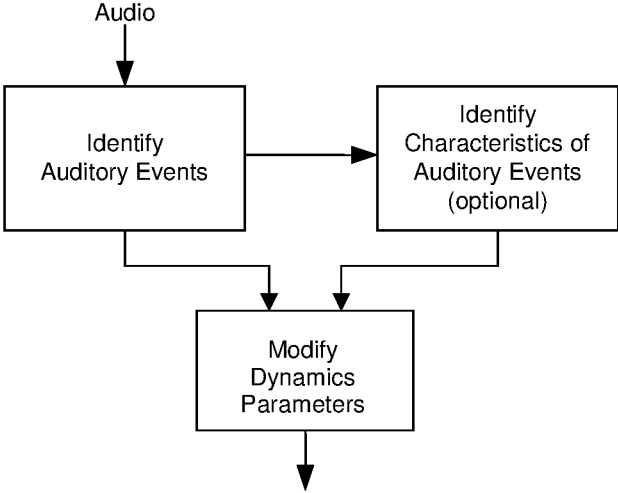 Audio
Identify
Auditory Events
Identify
Characteristics of
Auditory Events
(optional)
Modify
Dynamics
Parameters